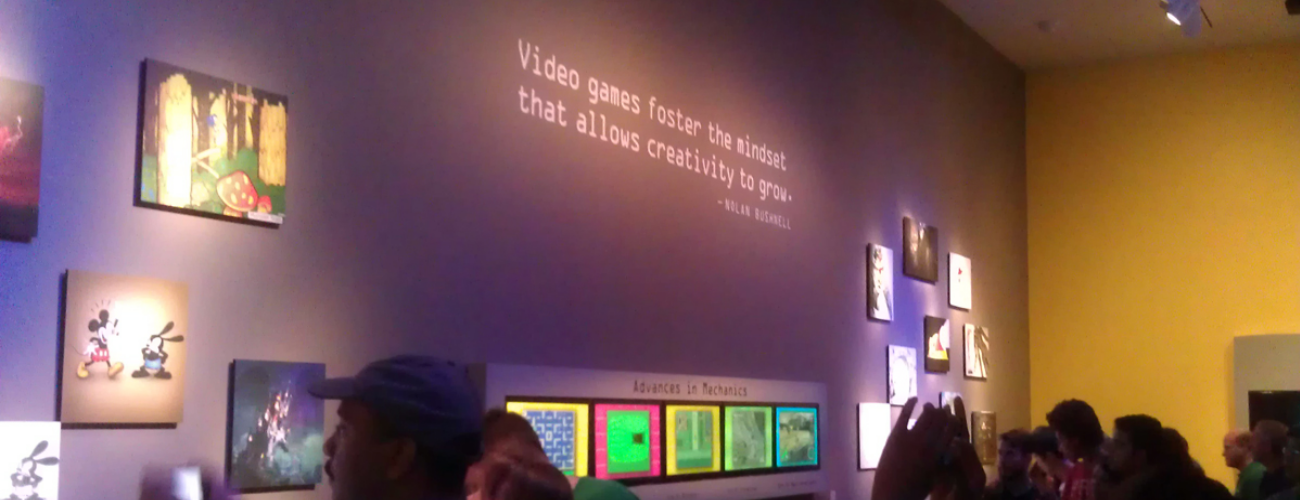 Video games foster the mindset
that allows creativity to grow.
- NOLAN BUSHNELL
Advances in Mechanics